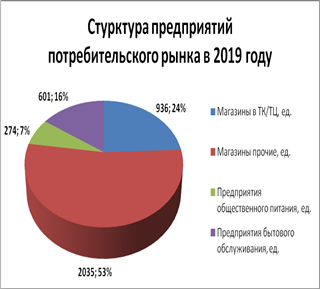 Стурктура предприятий
потребительского рынка в 2019 году
601; 16%
936; 24%
274; 7%
2035; 53%
Магазины в ТК/ТЦ, ед.
Магазины прочие, ед.
Предприятия
общественного питания, ед.
Предприятия бытового
обслуживания, ед.